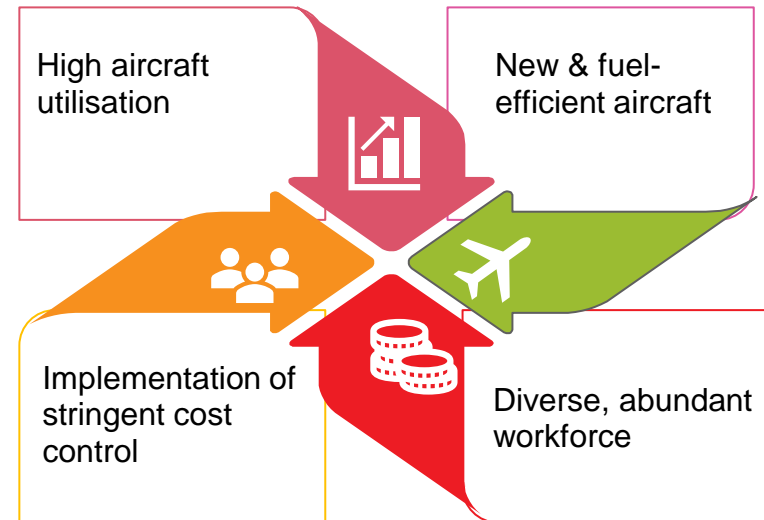 High aircraft
utilisation
New & fuel-
efficient aircraft
Implementation of
stringent cost
control
Diverse, abundant
workforce